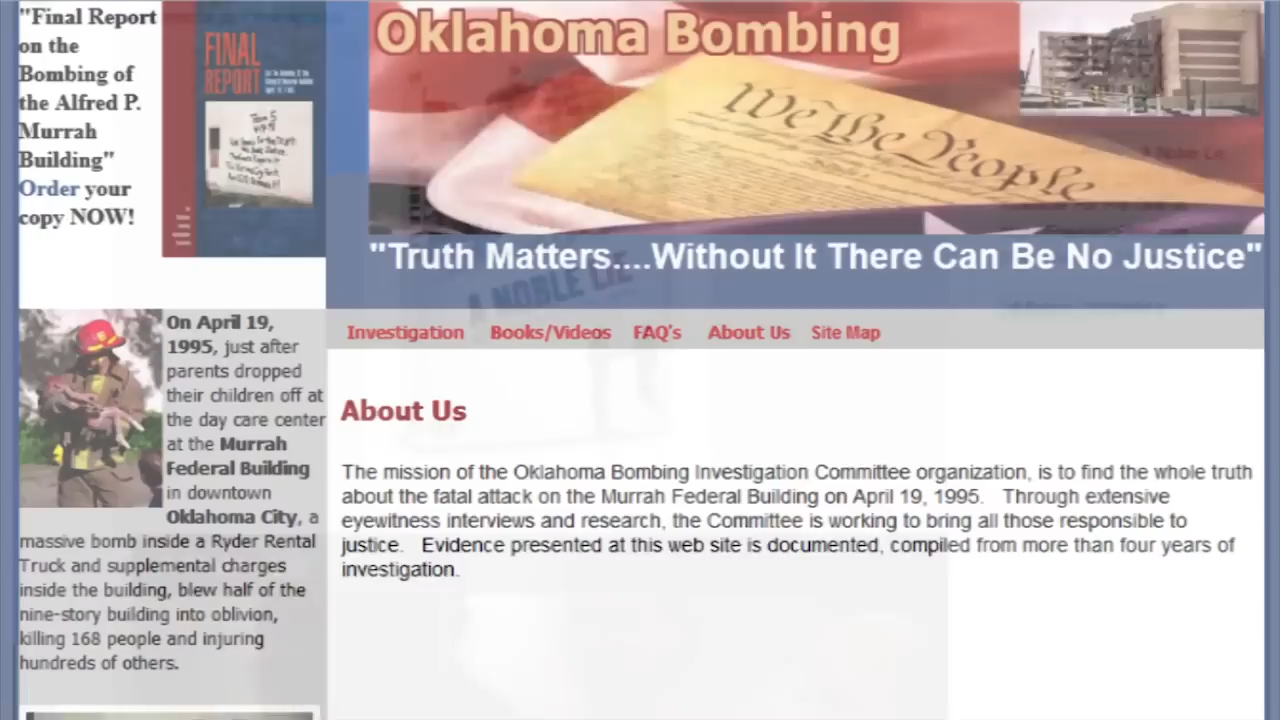 "Final Report
on the
Bombing of
the Alfred P.
Murrah
Building"
Order your
copy NOW!
FINAL
REPORT
Oklahoma Bombing
We the People
"Truth Matters....Without It There Can Be No Justice"
A NOBLE LIE
Investigation Books/Videos FAQ's About Us Site Map
On April 19,
1995, just after
parents dropped
their children off at
the day care center
at the Murrah
Federal Building
in downtown
Oklahoma City, a
massive bomb inside a Ryder Rental
Truck and supplemental charges
inside the building, blew half of the
nine-story building into oblivion,
killing 168 people and injuring
hundreds of others.
About Us
The mission of the Oklahoma Bombing Investigation Committee organization, is to find the whole truth
about the fatal attack on the Murrah Federal Building on April 19, 1995. Through extensive
eyewitness interviews and research, the Committee is working to bring all those responsible to
justice. Evidence presented at this web site is documented, compiled from more than four years of
investigation.